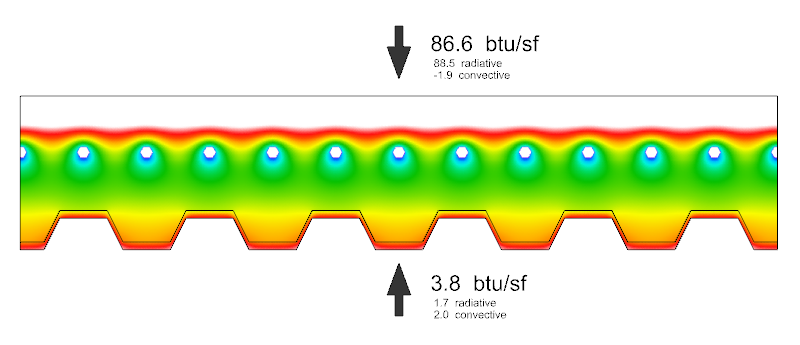 86.6 btu/sf
88.5 radiative
-1.9 convective
3.8 btu/sf
1.7 radiative
2.0 convective